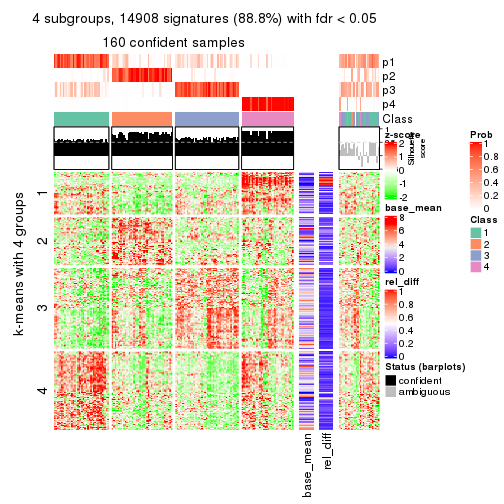 4 subgroups, 14908 signatures (88.8%) with fdr < 0.05
160 confident samples
p1
p2
p3
p4
Class
Silhouette
score
1
z-score
2
1
0
-1
-2
base_mean
8
6
4
2
0
rel_diff
1
0.8
0.6
0.4
0.2
0
Status (barplots)
confident
ambiguous
Prob
1
0.8
0.6
0.4
0.2
0
Class
1
2
3
4
k-means with 4 groups
1
2
3
4
base_mean
rel_diff